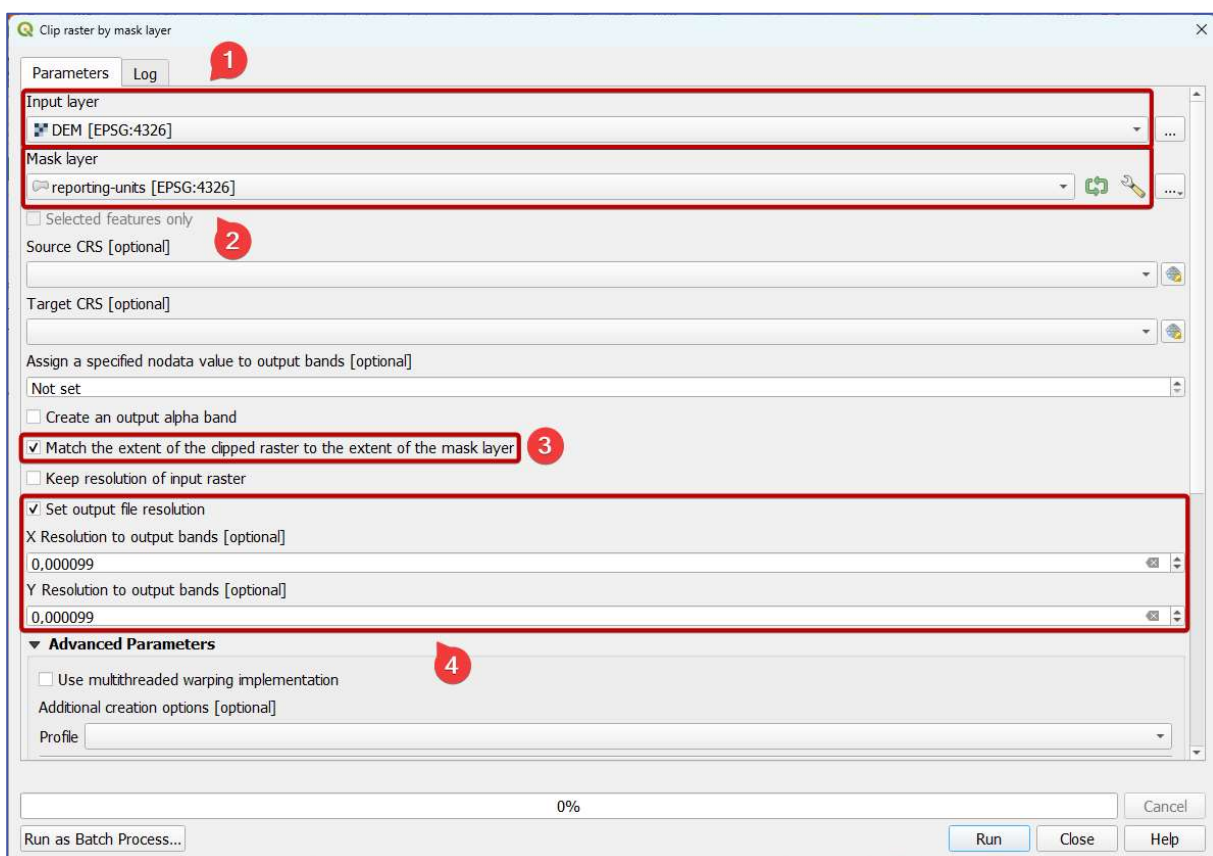 Clip raster by mask layer
Parameters Log
1
Input layer
DEM [EPSG:4326]
...
Mask layer
reporting-units [EPSG:4326]
...
Selected features only
2
Source CRS [optional]
Target CRS [optional]
Assign a specified nodata value to output bands [optional]
Not set
Create an output alpha band
Match the extent of the clipped raster to the extent of the mask layer
3
Keep resolution of input raster
Set output file resolution
X Resolution to output bands [optional]
0,000099
Y Resolution to output bands [optional]
0,000099
Advanced Parameters
4
Use multithreaded warping implementation
Additional creation options [optional]
Profile
0%
Cancel
Run as Batch Process...
Run Close Help